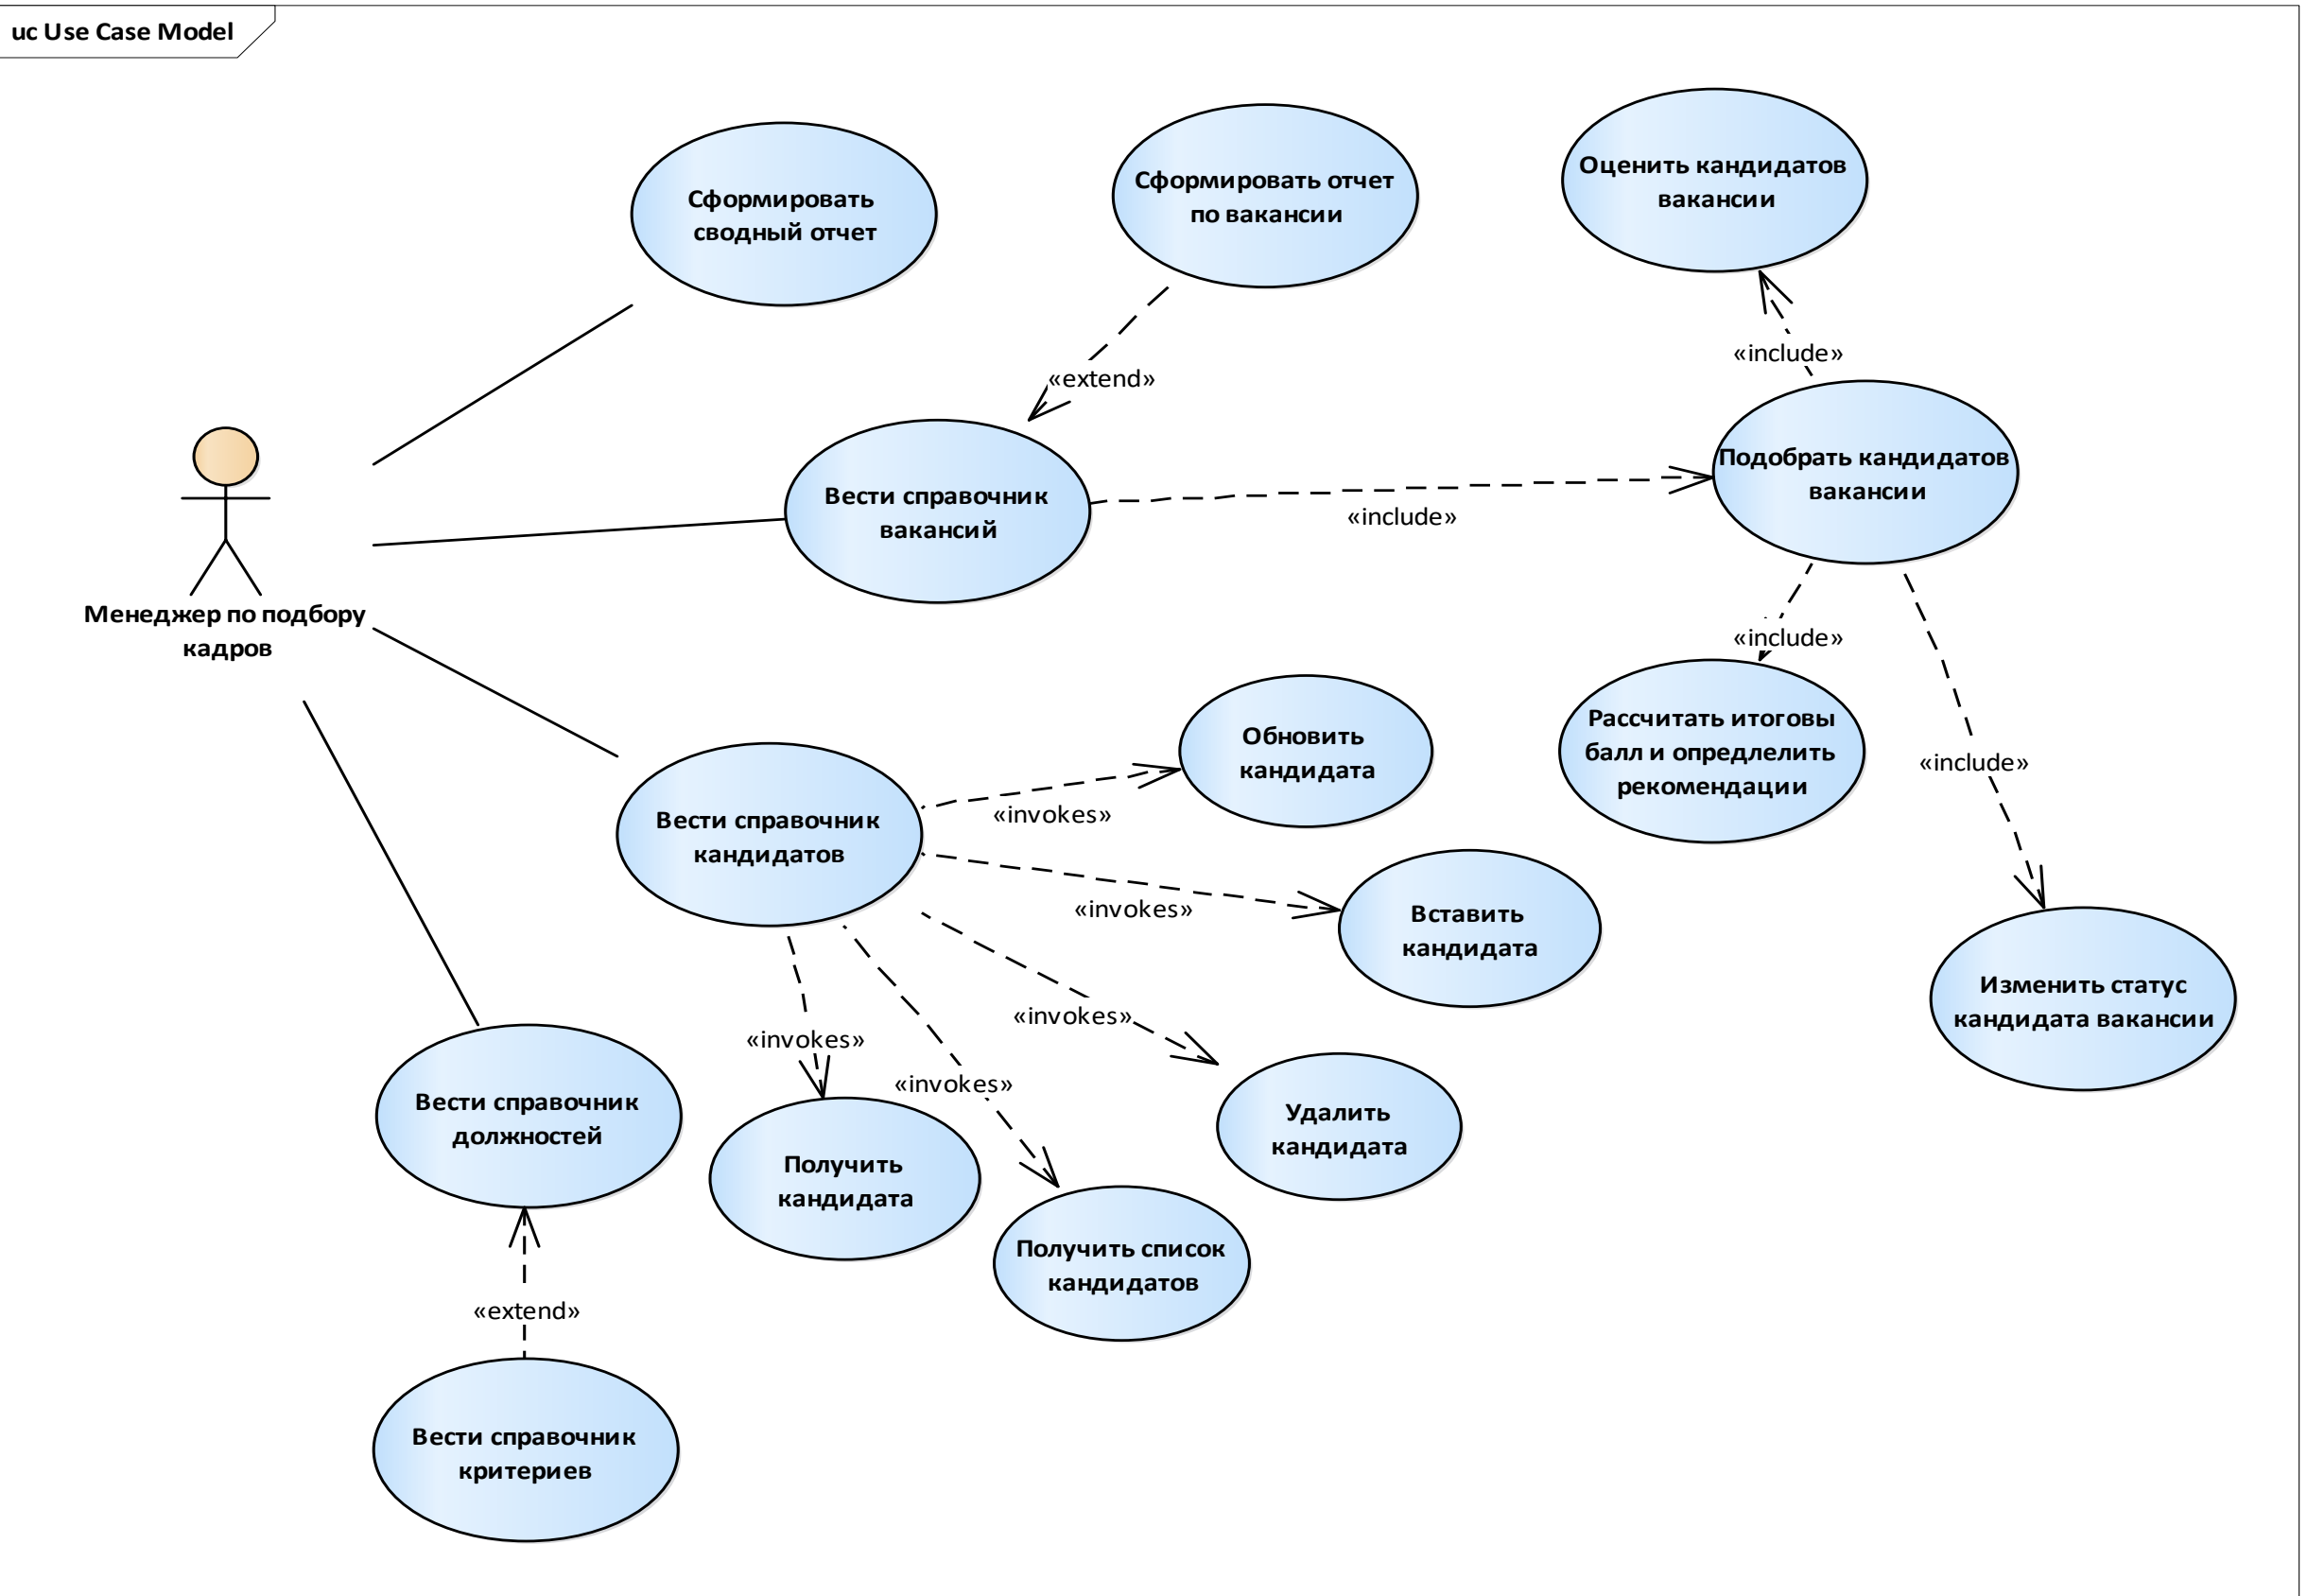 uc Use Case Model
Сформировать
сводный отчет
Сформировать отчет
по вакансии
Оценить кандидатов
вакансии
«include»
«extend»
Подобрать кандидатов
вакансии
Вести справочник
вакансий
«include»
Менеджер по подбору
кадров
«include»
Рассчитать итоговы
балл и опредлелить
рекомендации
«include»
Обновить
кандидата
«invokes»
Вести справочник
кандидатов
Вставить
кандидата
«invokes»
Изменить статус
кандидата вакансии
«invokes»
«invokes»
«invokes»
Вести справочник
должностей
Удалить
кандидата
Получить
кандидата
Получить список
кандидатов
«extend»
Вести справочник
критериев